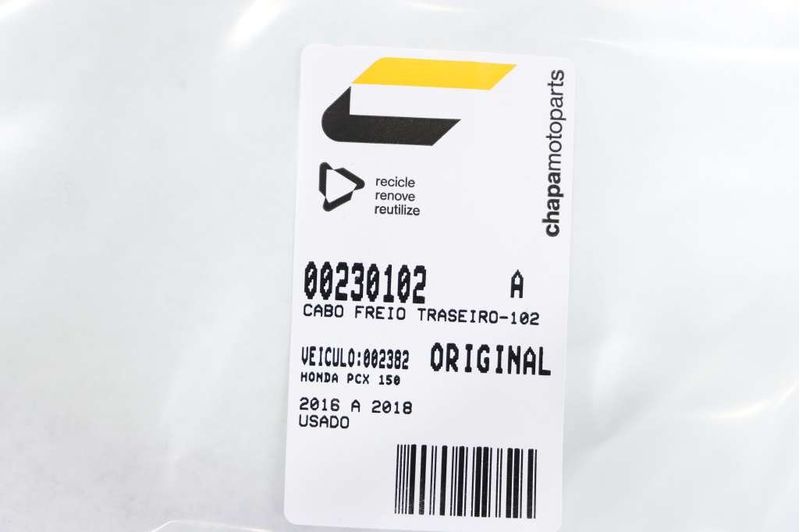 chapamotoparts
recicle
renove
reutilize
00230102 A
CABO FREIO TRASEIRO-102
VEICULO:002382 ORIGINAL
HONDA PCX 150
2016 A 2018
USADO